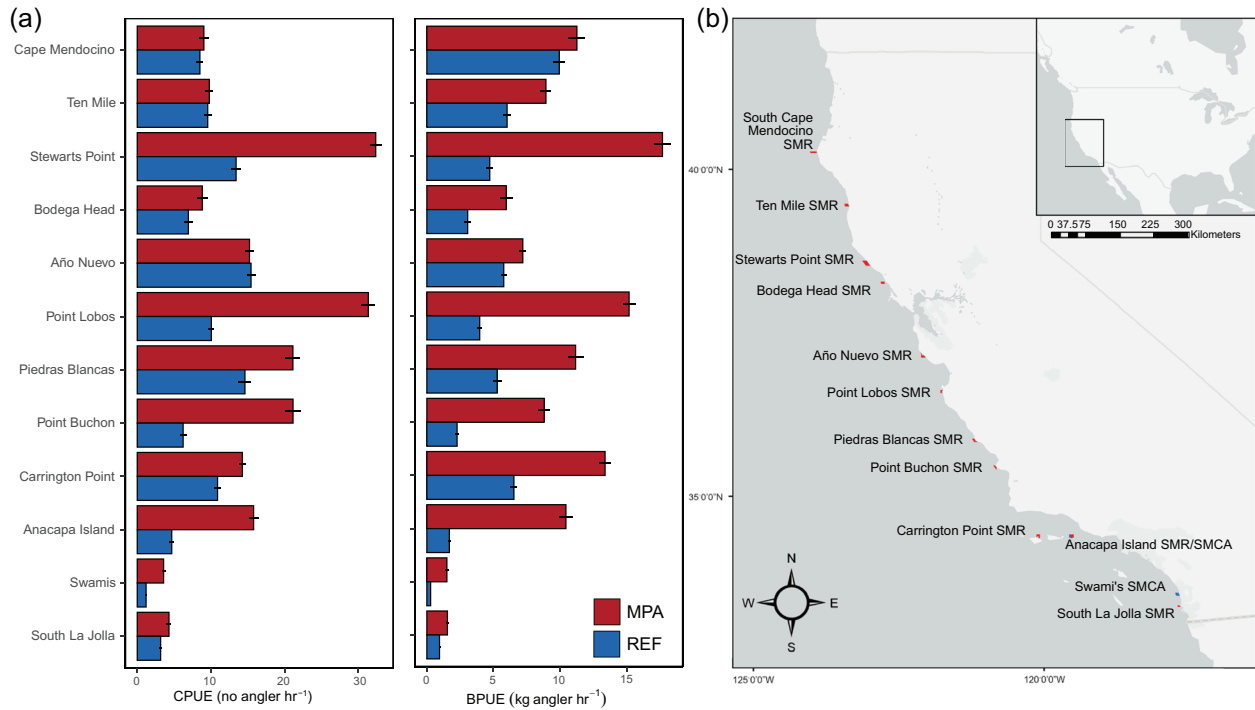 (a)
Cape Mendocino
Ten Mile
Stewarts Point
Bodega Head
Año Nuevo
Point Lobos
Piedras Blancas
Point Buchon
Carrington Point
Anacapa Island
Swamis
South La Jolla
0
10
20
30
CPUE (no angler hr⁻¹)
MPA
REF
0
5
10
15
BPUE (kg angler hr⁻¹)
(b)
South Cape
Mendocino
SMR
Ten Mile SMR
Stewarts Point SMR
Bodega Head SMR
Año Nuevo SMR
Point Lobos SMR
Piedras Blancas SMR
Point Buchon SMR
Carrington Point SMR
Anacapa Island SMR/SMCA
Swami's SMCA
South La Jolla SMR
0 37.575 150 225 300
Kilometers
N
W E
S
40°0'0"N
35°0'0"N
125°0'0"W
120°0'0"W